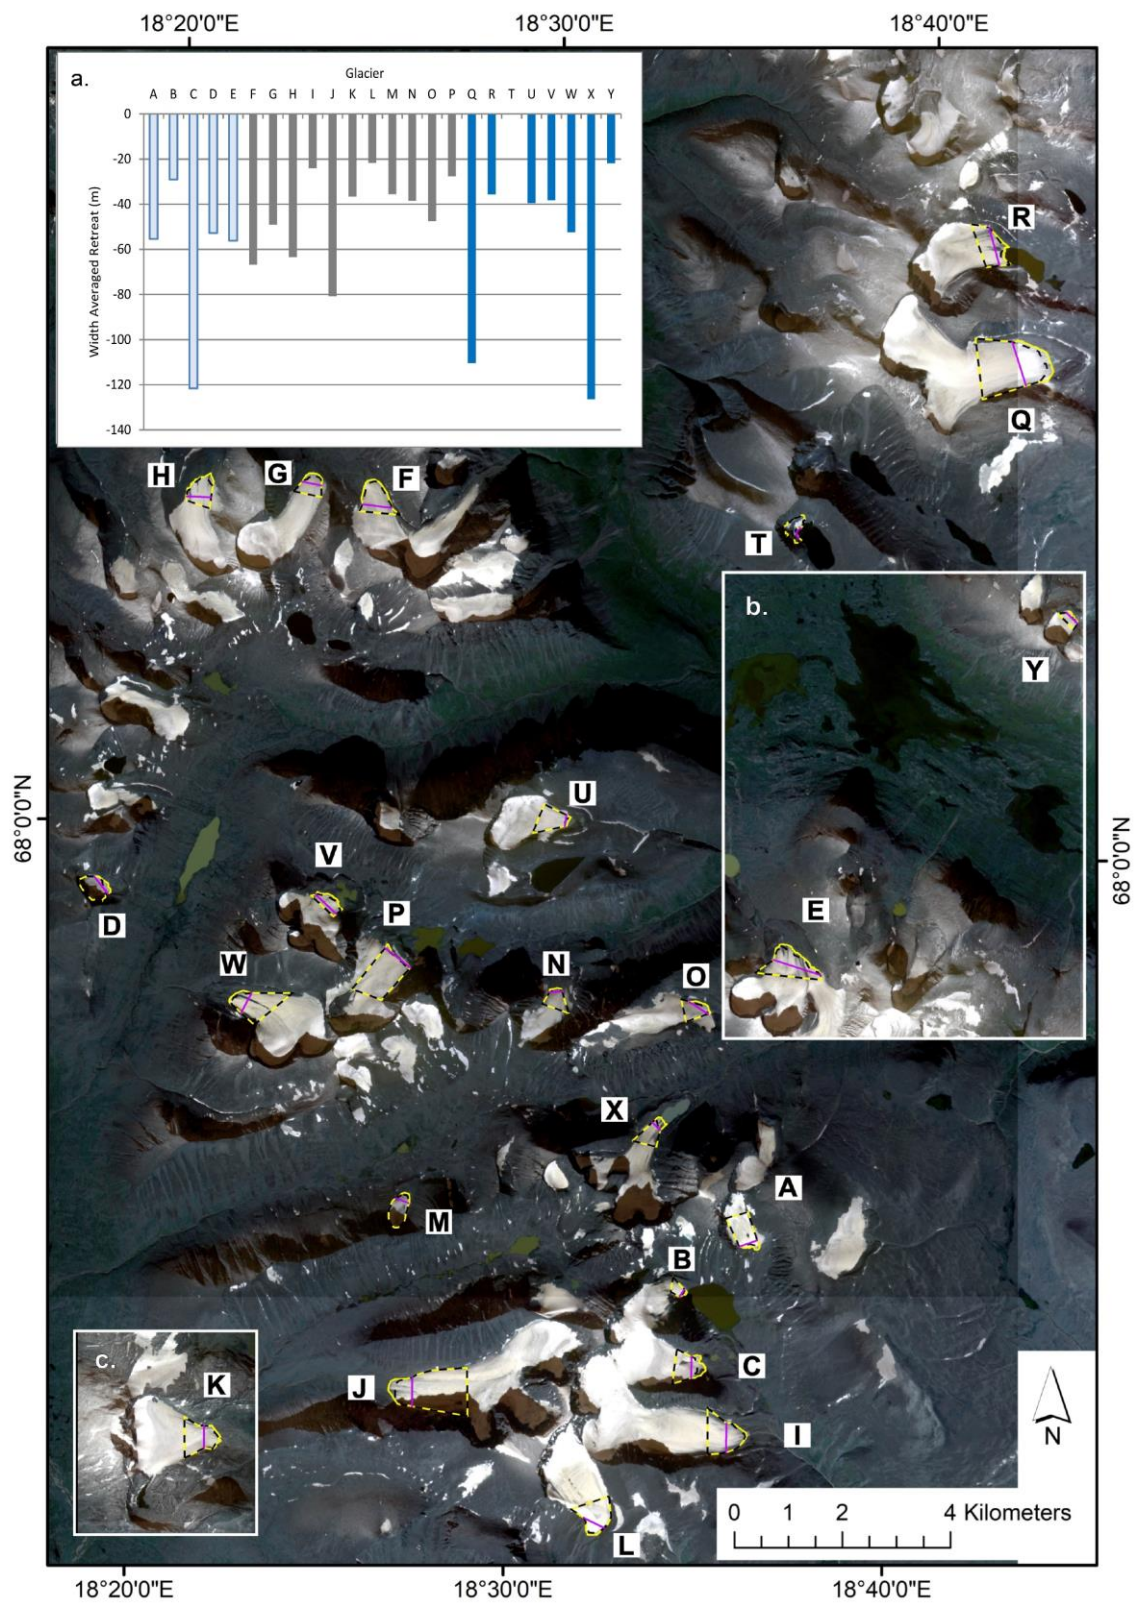 18°20'0"E 18°30'0"E 18°40'0"E
a.
Glacier
A B C D E F G H I J K L M N O P Q R T U V W X Y
Width Averaged Retreat (m)
0
-20
-40
-60
-80
-100
-120
-140
R
Q
H G F
T
b.
Y
U
68°0'0"N
68°0'0"N
V
D
P
E
W
N
O
X
A
M
B
C
c.
K
J
I
N
L
0 1 2 4 Kilometers
18°20'0"E 18°30'0"E 18°40'0"E